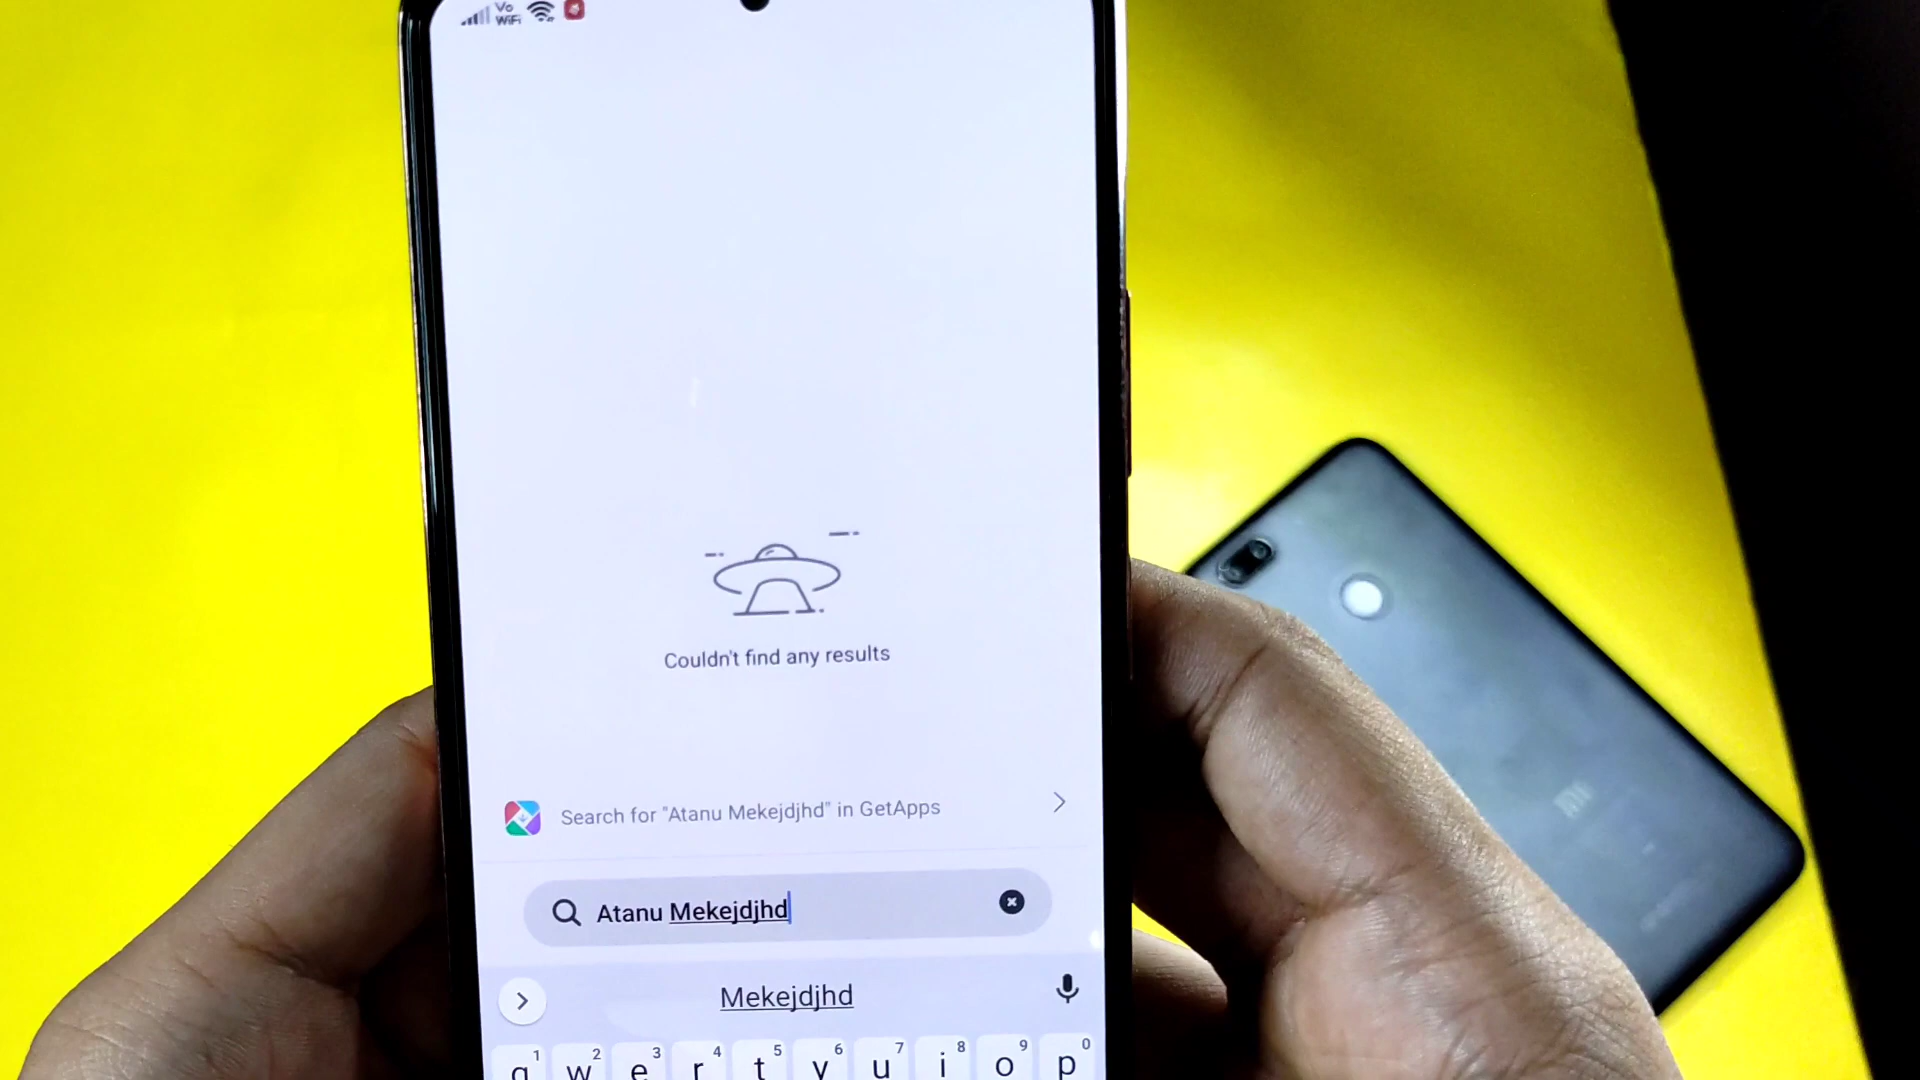 Vo
WiFi
Couldn't find any results
Search for "Atanu Mekejdjhd" in GetApps
Atanu Mekejdjhd
Mekejdjhd
1 2 3 4 5 6 7 8 9 0
q w e r t y u i o p
mi